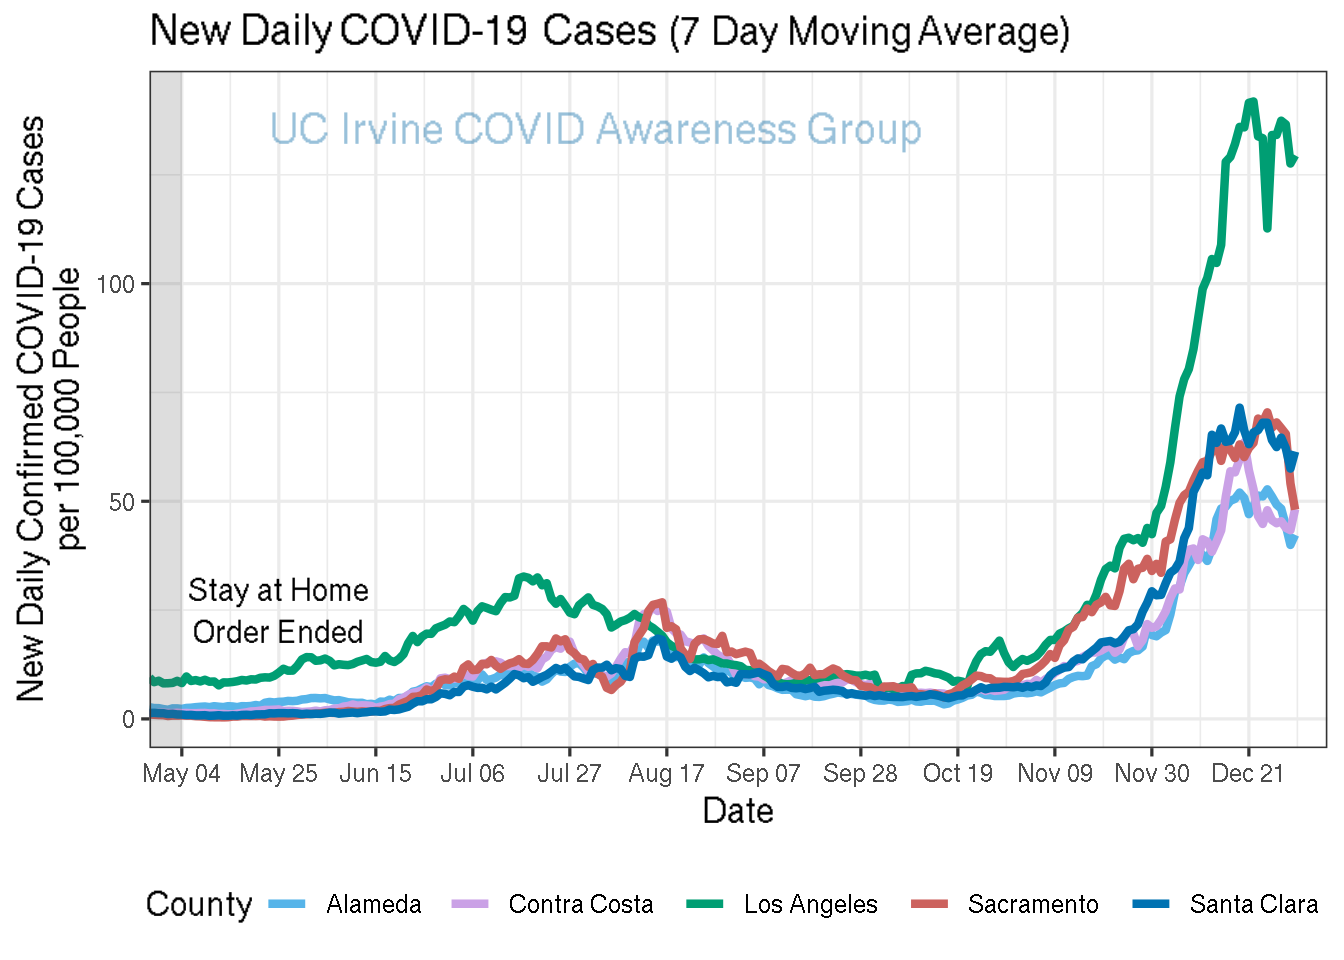 New Daily COVID-19 Cases (7 Day Moving Average)
UC Irvine COVID Awareness Group
New Daily Confirmed COVID-19 Cases
per 100,000 People
100
50
0
Stay at Home
Order Ended
May 04 May 25 Jun 15 Jul 06 Jul 27 Aug 17 Sep 07 Sep 28 Oct 19 Nov 09 Nov 30 Dec 21
Date
County Alameda Contra Costa Los Angeles Sacramento Santa Clara